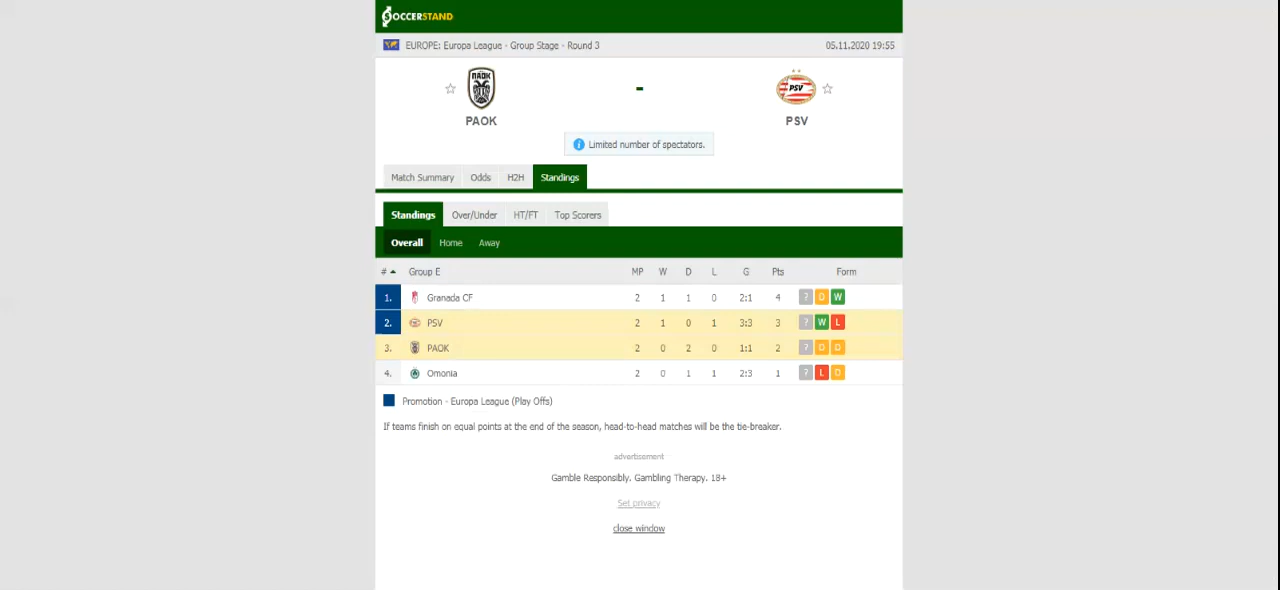 SOCCERSTAND
EUROPE: Europa League - Group Stage - Round 3 05.11.2020 19:55
ΠΑΟΚ - PSV
PAOK PSV
Limited number of spectators.
Match Summary Odds H2H Standings
Standings Over/Under HT/FT Top Scorers
Overall Home Away
# Group E MP W D L G Pts Form
1. Granada CF 2 1 1 0 2:1 4 ? D W
2. PSV 2 1 0 1 3:3 3 ? W L
3. PAOK 2 0 2 0 1:1 2 ? D D
4. Omonia 2 0 1 1 2:3 1 ? L D
Promotion - Europa League (Play Offs)
If teams finish on equal points at the end of the season, head-to-head matches will be the tie-breaker.
advertisement
Gamble Responsibly. Gambling Therapy. 18+
Set privacy
close window